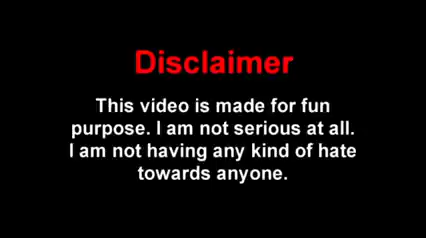 Disclaimer
This video is made for fun
purpose. I am not serious at all.
I am not having any kind of hate
towards anyone.